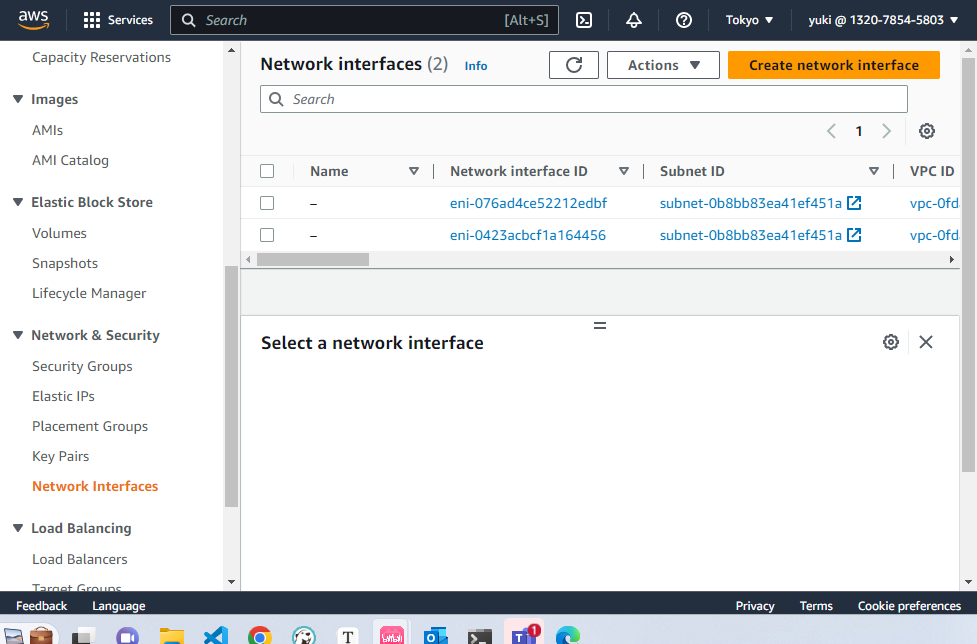 aws
Services
Search
[Alt+S]
Tokyo
yuki @ 1320-7854-5803
Capacity Reservations
Images
AMIs
AMI Catalog
Elastic Block Store
Volumes
Snapshots
Lifecycle Manager
Network & Security
Security Groups
Elastic IPs
Placement Groups
Key Pairs
Network Interfaces
Load Balancing
Load Balancers
Target Groups
Network interfaces (2) Info
Actions
Create network interface
Search
1
Name Network interface ID Subnet ID VPC ID
– eni-076ad4ce52212edbf subnet-0b8bb83ea41ef451a vpc-0fd
– eni-0423acbcf1a164456 subnet-0b8bb83ea41ef451a vpc-0fd
Select a network interface
Feedback Language Privacy Terms Cookie preferences
T
1